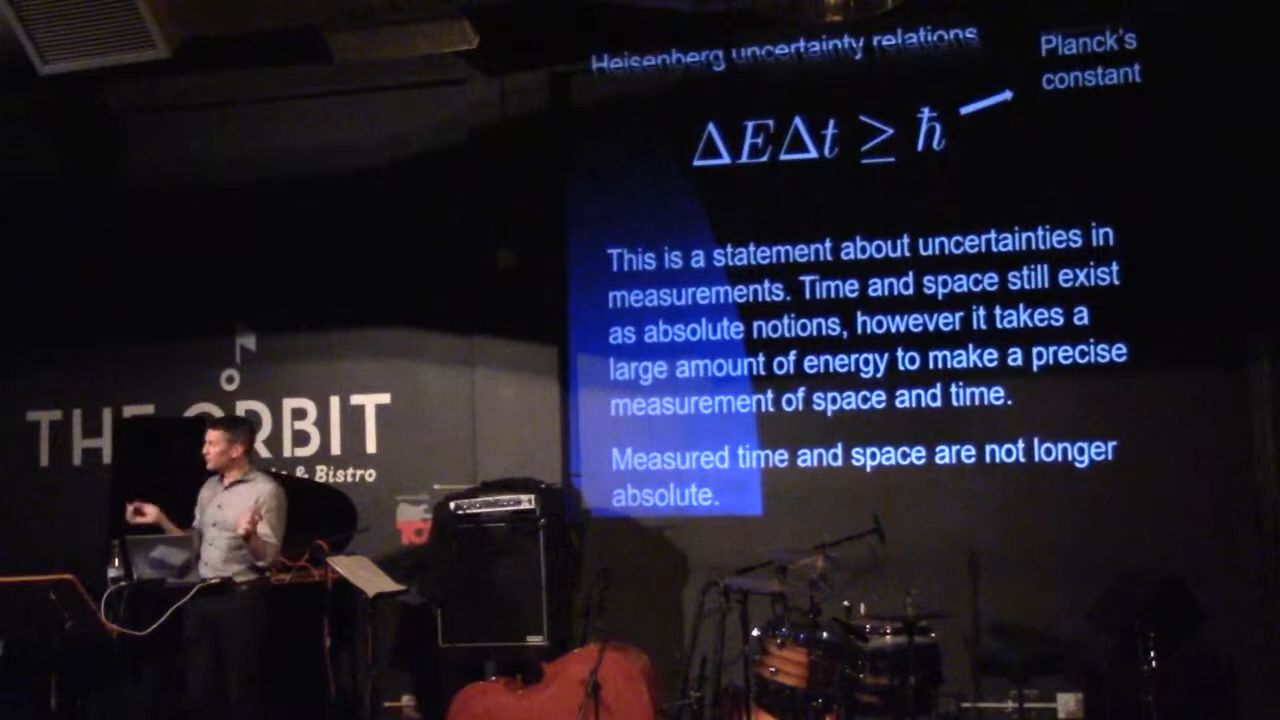 Heisenberg uncertainty relations
Planck's
constant
ΔEΔt ≥ ħ
This is a statement about uncertainties in
measurements. Time and space still exist
as absolute notions, however it takes a
large amount of energy to make a precise
measurement of space and time.
Measured time and space are not longer
absolute.
THE ORBIT
& Bistro